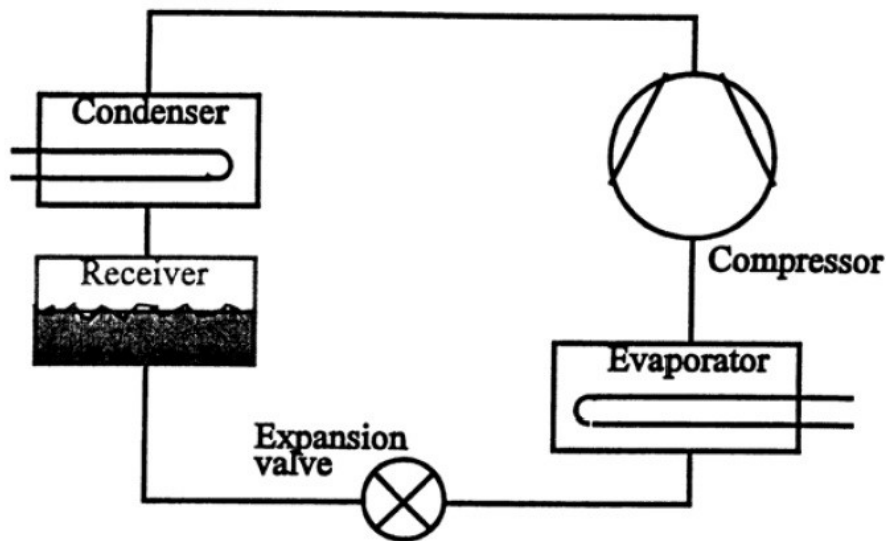 Condenser
Receiver
Compressor
Evaporator
Expansion
valve